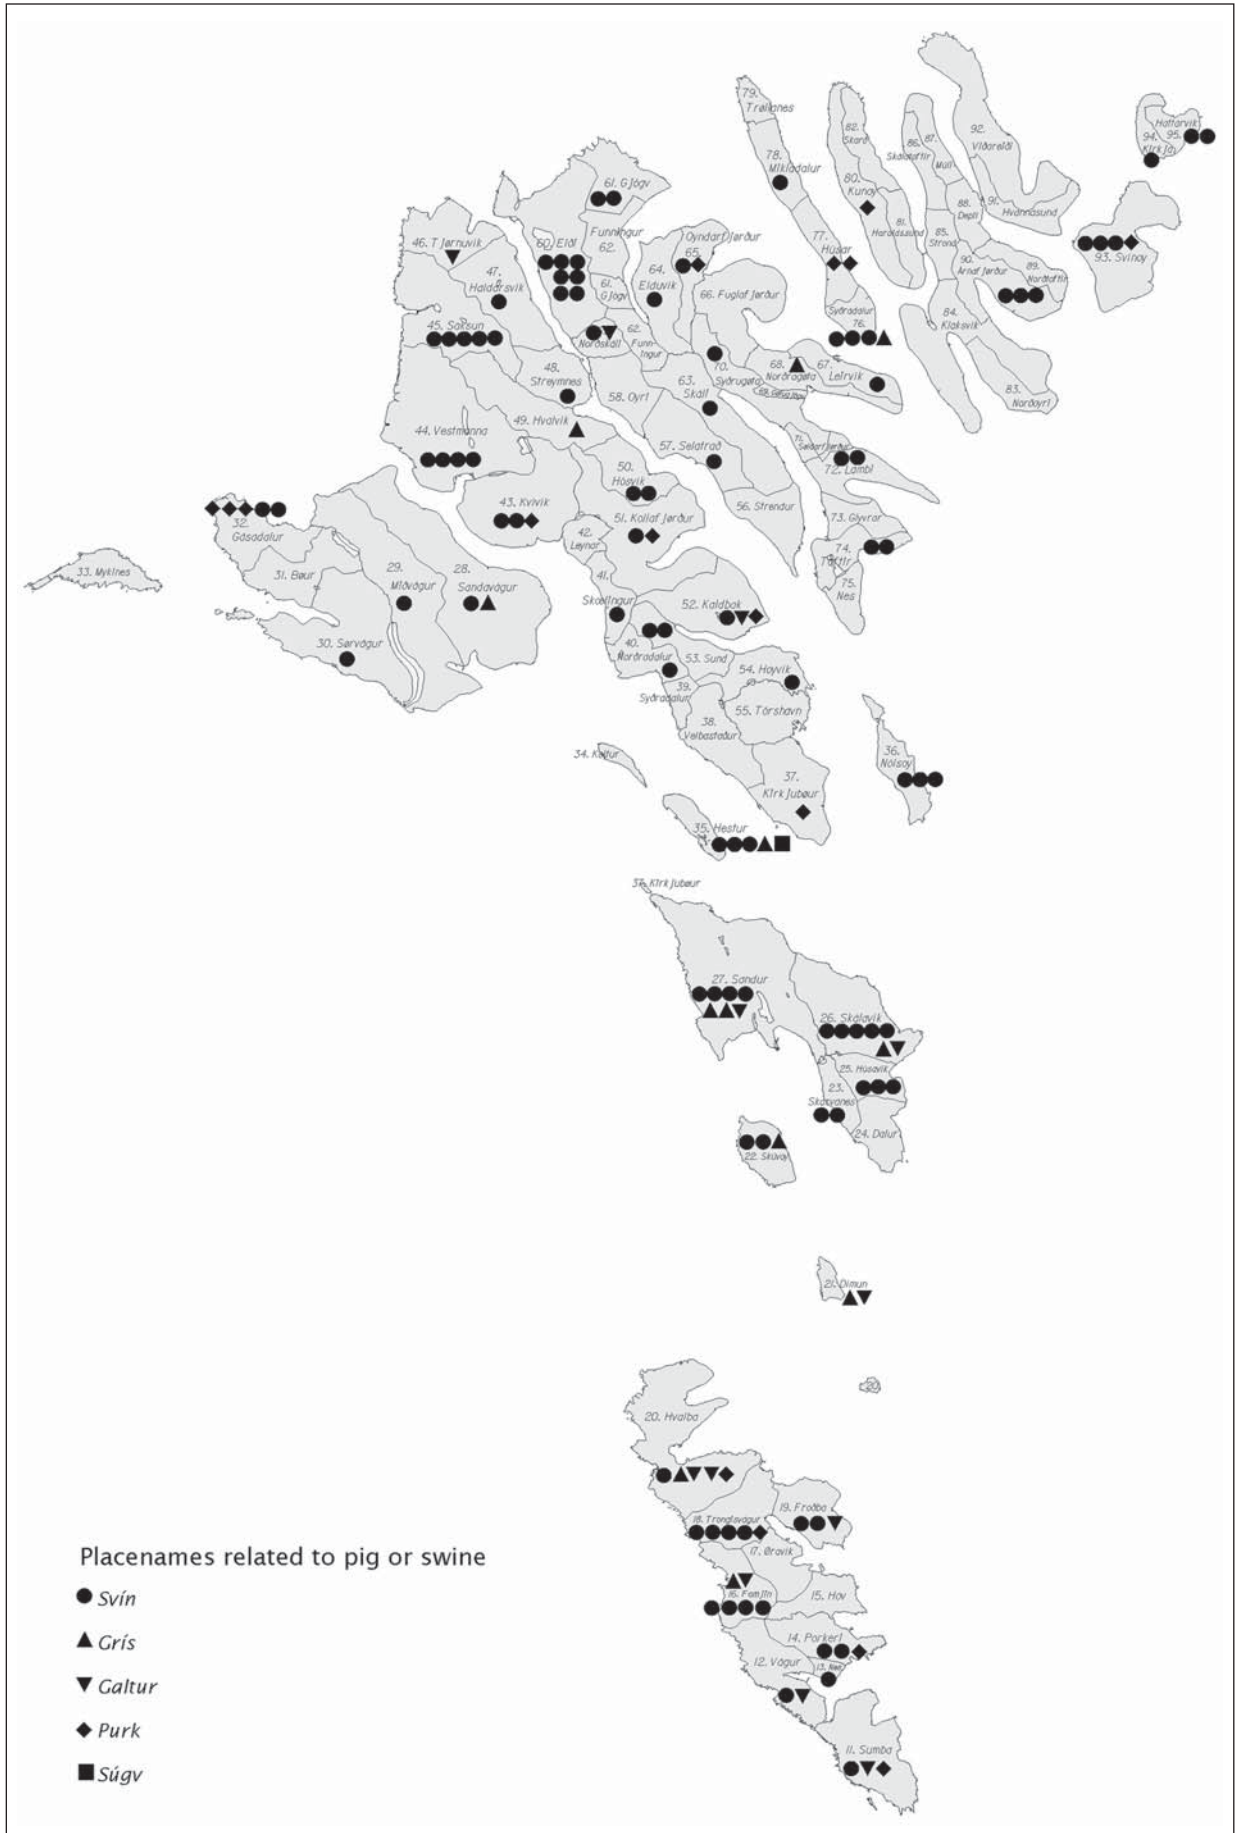 79.
Trøllanes
78.
Mikladalur
82.
Skarð
80.
Kunoy
81.
Haraldssund
86.
Skálatoftir
87.
Múli
92.
Viðareiði
88.
Depil
91.
Hvannasund
85.
Strond
90.
Árnafjørður
89.
Norðtoftir
84.
Klaksvík
83.
Norðoyri
94.
Kirkja
Hattarvík
95.
93. Svínoy
77.
Húsar
Syðradalur
76.
61. Gjógv
60. Eiði
Funningur
62.
61.
Gjógv
Norðskáli
62.
Funn-
ingur
64.
Elduvík
Oyndarfjørður
65.
66. Fuglafjørður
46. Tjørnuvík
47.
Haldarsvík
45. Saksun
48.
Streymnes
49. Hvalvík
44. Vestmanna
58. Oyri
63.
Skáli
70.
Syðrugøta
68.
Norðragøta
67.
Leirvík
57. Selatrað
71.
72. Lambi
56. Strendur
73. Glyvrar
74.
Toftir
75.
Nes
50.
Hósvík
51. Kollafjørður
43. Kvívík
42.
Leynar
41.
Skælingur
52. Kaldbak
40.
Norðradalur
53. Sund
54. Hoyvík
39.
Syðradalur
55. Tórshavn
38.
Velbastaður
37.
Kirkjubøur
36.
Nólsoy
34. Koltur
35. Hestur
32.
Gásadalur
33. Mykines
31. Bøur
29.
Miðvágur
28.
Sandavágur
30. Sørvágur
37. Kirkjubøur
27. Sandur
26. Skálavík
25. Húsavík
23.
24. Dalur
22. Skúvoy
21. Dímun
20.
20. Hvalba
19. Froðba
18. Trongisvágur
17. Øravík
16. Famjin
15. Hov
14. Porkeri
13. Nes
12. Vágur
11. Sumba
Placenames related to pig or swine
Svín
Grís
Galtur
Purk
Súgv